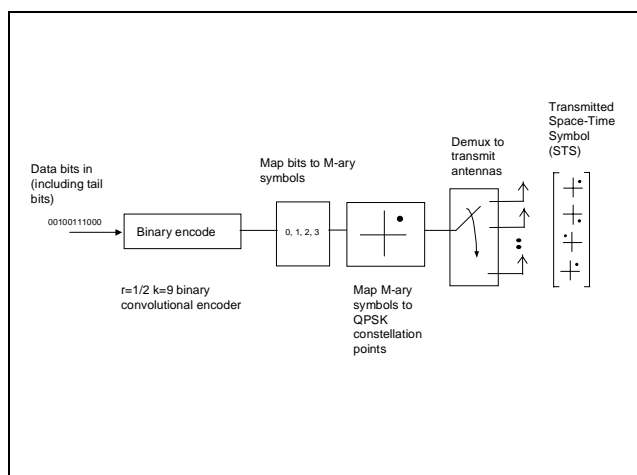 Data bits in
(including tail
bits)
00100111000
Binary encode
r=1/2 k=9 binary
convolutional encoder
Map bits to M-ary
symbols
0, 1, 2, 3
Map M-ary
symbols to
QPSK
constellation
points
Demux to
transmit
antennas
Transmitted
Space-Time
Symbol
(STS)